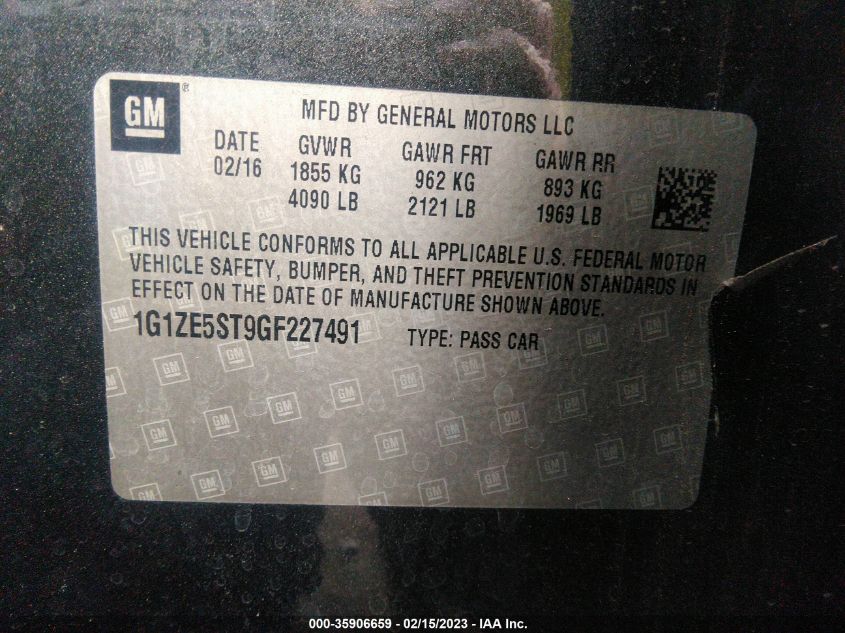 GM ®
MFD BY GENERAL MOTORS LLC
DATE GVWR GAWR FRT GAWR RR
02/16 1855 KG 962 KG 893 KG
4090 LB 2121 LB 1969 LB
THIS VEHICLE CONFORMS TO ALL APPLICABLE U.S. FEDERAL MOTOR
VEHICLE SAFETY, BUMPER, AND THEFT PREVENTION STANDARDS IN
EFFECT ON THE DATE OF MANUFACTURE SHOWN ABOVE.
1G1ZE5ST9GF227491 TYPE: PASS CAR
000-35906659 - 02/15/2023 - IAA Inc.